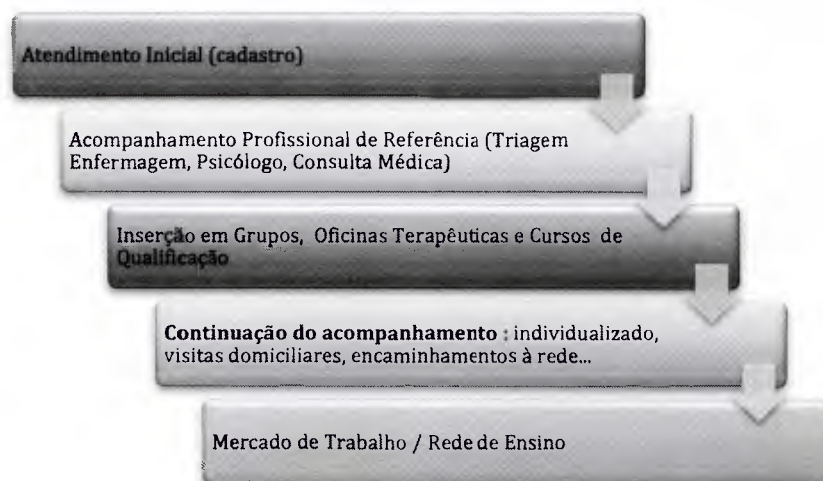 Atendimento Inicial (cadastro)
Acompanhamento Profissional de Referência (Triagem
Enfermagem, Psicólogo, Consulta Médica)
Inserção em Grupos, Oficinas Terapêuticas e Cursos de
Qualificação
Continuação do acompanhamento : individualizado,
visitas domiciliares, encaminhamentos à rede...
Mercado de Trabalho / Rede de Ensino